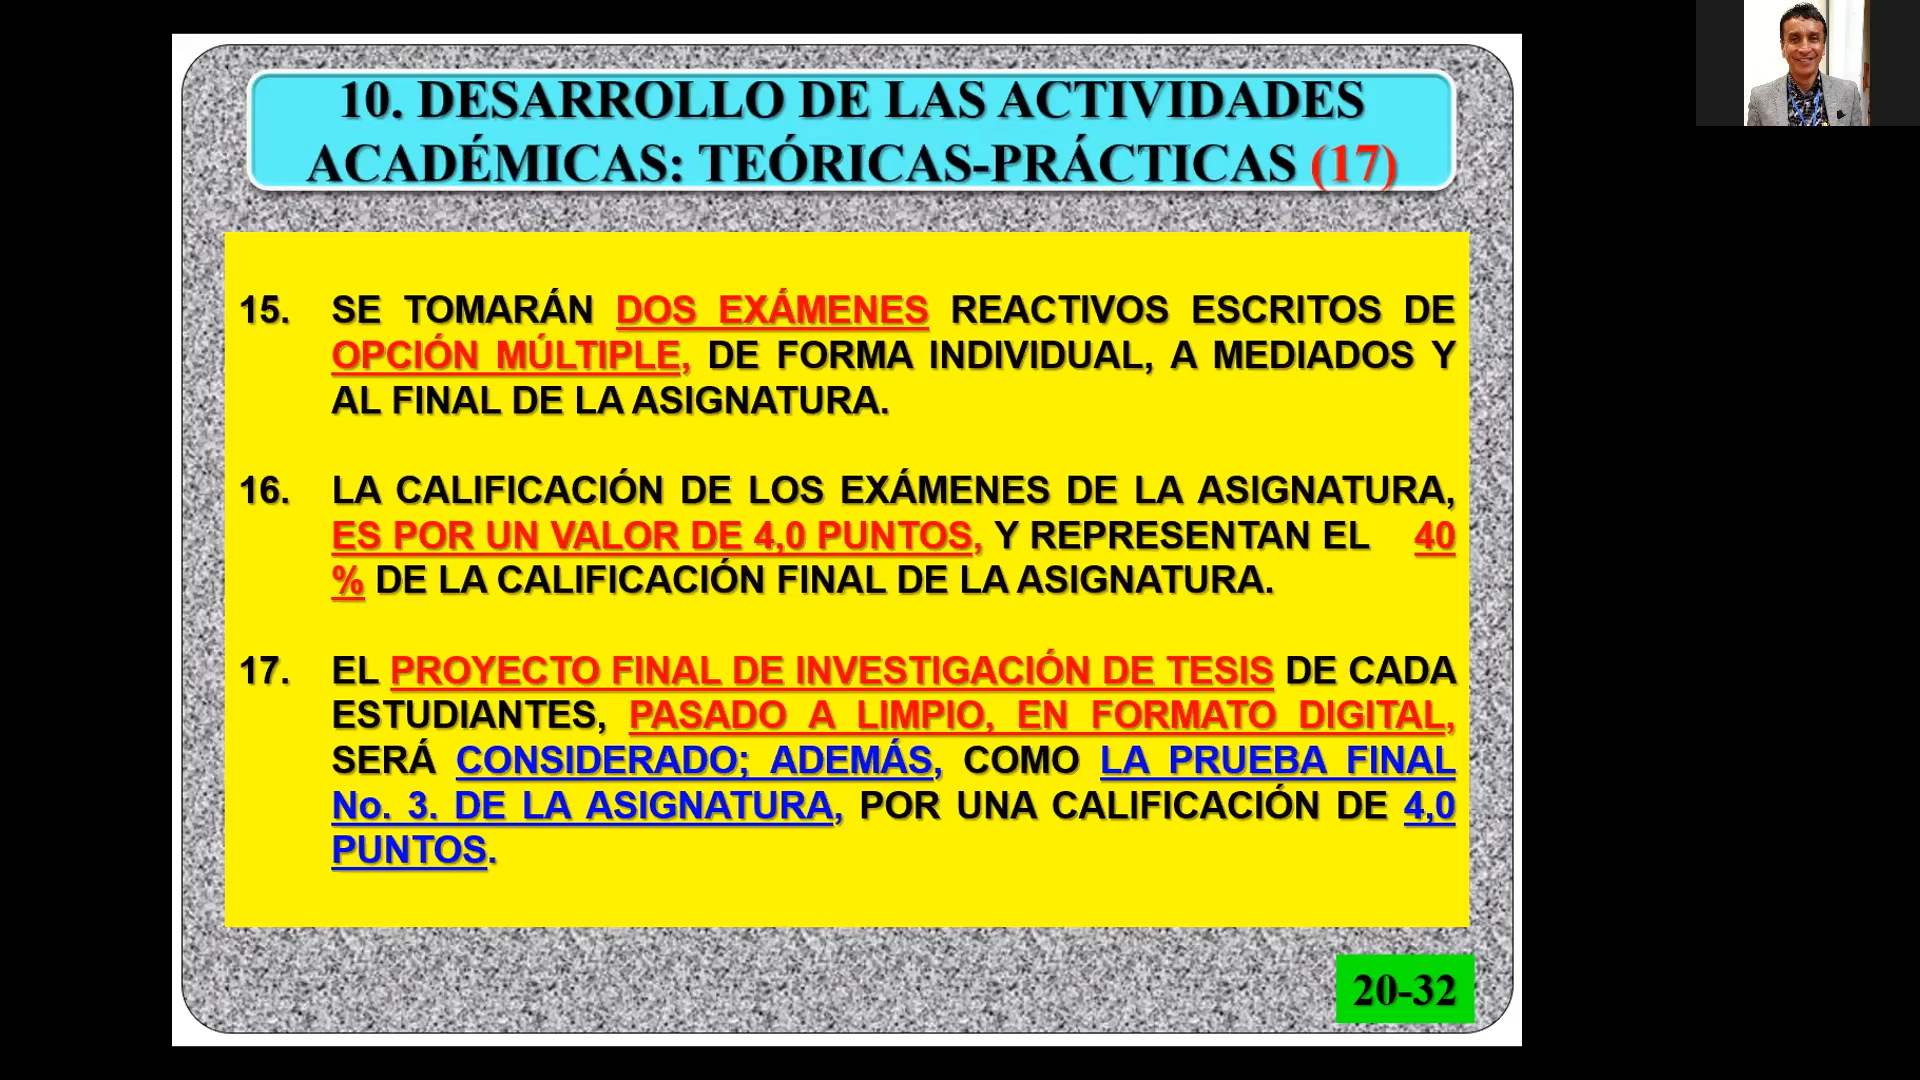 10. DESARROLLO DE LAS ACTIVIDADES
ACADÉMICAS: TEÓRICAS-PRÁCTICAS (17)
15. SE TOMARÁN DOS EXÁMENES REACTIVOS ESCRITOS DE
OPCIÓN MÚLTIPLE, DE FORMA INDIVIDUAL, A MEDIADOS Y
AL FINAL DE LA ASIGNATURA.
16. LA CALIFICACIÓN DE LOS EXÁMENES DE LA ASIGNATURA,
ES POR UN VALOR DE 4,0 PUNTOS, Y REPRESENTAN EL 40
% DE LA CALIFICACIÓN FINAL DE LA ASIGNATURA.
17. EL PROYECTO FINAL DE INVESTIGACIÓN DE TESIS DE CADA
ESTUDIANTES, PASADO A LIMPIO, EN FORMATO DIGITAL,
SERÁ CONSIDERADO; ADEMÁS, COMO LA PRUEBA FINAL
No. 3. DE LA ASIGNATURA, POR UNA CALIFICACIÓN DE 4,0
PUNTOS.
20-32